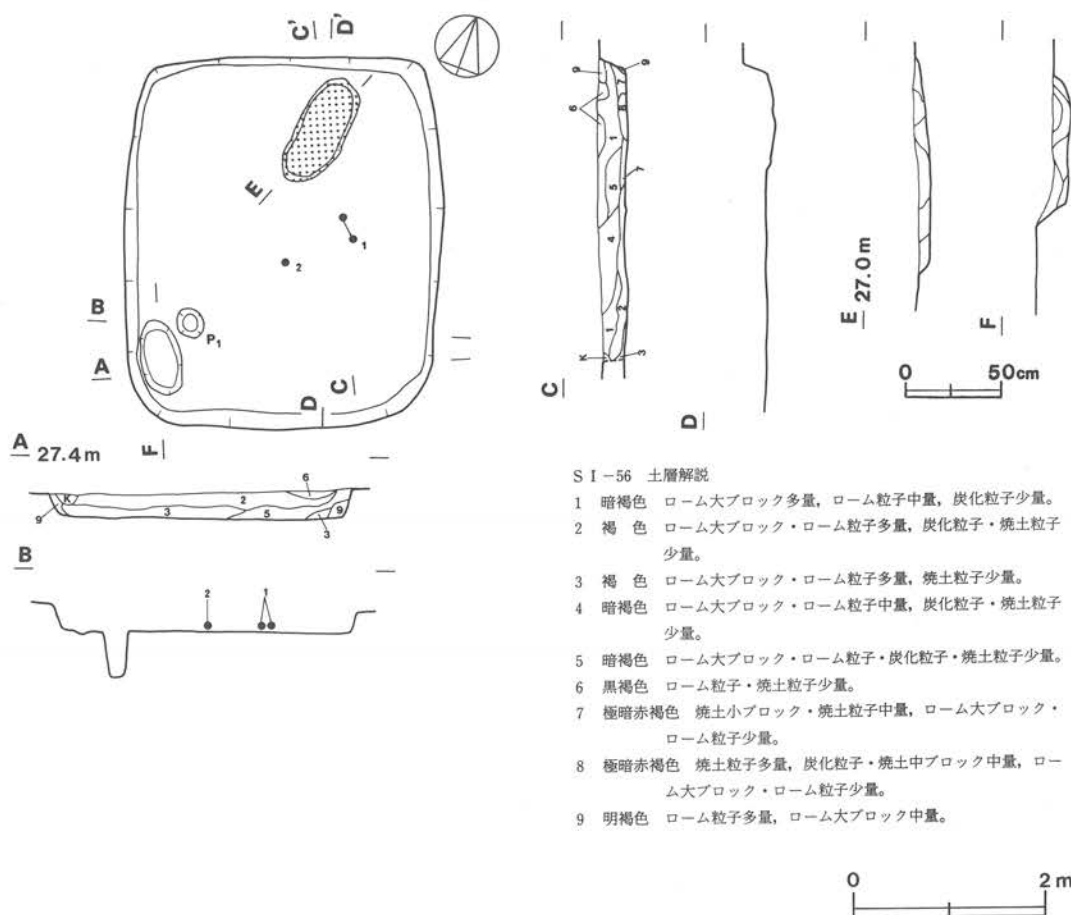 C' D'
E
1
2
B
P1
A
D
C
F
A 27.4m
K
2
6
9
3
5
3
9
B
2
1
9
9
6
7
8
1
7
5
4
2
1
K
3
C
D
E 27.0m
F
0 50cm
SI-56 土層解説
1 暗褐色 ローム大ブロック多量，ローム粒子中量，炭化粒子少量。
2 褐 色 ローム大ブロック・ローム粒子多量，炭化粒子・焼土粒子
少量。
3 褐 色 ローム大ブロック・ローム粒子多量，焼土粒子少量。
4 暗褐色 ローム大ブロック・ローム粒子中量，炭化粒子・焼土粒子
少量。
5 暗褐色 ローム大ブロック・ローム粒子・炭化粒子・焼土粒子少量。
6 黒褐色 ローム粒子・焼土粒子少量。
7 極暗赤褐色 焼土小ブロック・焼土粒子中量，ローム大ブロック・
ローム粒子少量。
8 極暗赤褐色 焼土粒子多量，炭化粒子・焼土中ブロック中量，ロー
ム大ブロック・ローム粒子少量。
9 明褐色 ローム粒子多量，ローム大ブロック中量。
0 2m